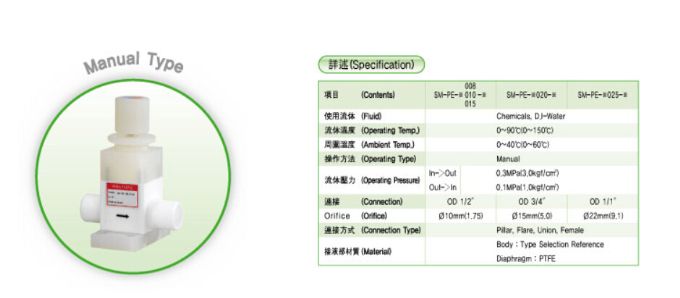 Manual Type
詳述(Specification)
項目 (Contents) SM-PE-※ 008 010 015 -※ SM-PE-※020-※ SM-PE-※025-※
使用流体 (Fluid) Chemicals, D.I-Water
流体溫度 (Operating Temp.) 0~90℃(0~150℃)
周圍溫度 (Ambient Temp.) 0~40℃(0~60℃)
操作方法 (Operating Type) Manual
流体壓力 (Operating Pressure) In->Out 0.3MPa(3.0kgf/cm²)
Out->In 0.1MPa(1.0kgf/cm²)
連接 (Connection) OD 1/2" OD 3/4" OD 1/1"
Orifice (Orifice) Ø10mm(1.75) Ø15mm(5.0) Ø22mm(9.1)
連接方式 (Connection Type) Pillar, Flare, Union, Female
接液部材質 (Material) Body : Type Selection Reference
Diaphragm : PTFE